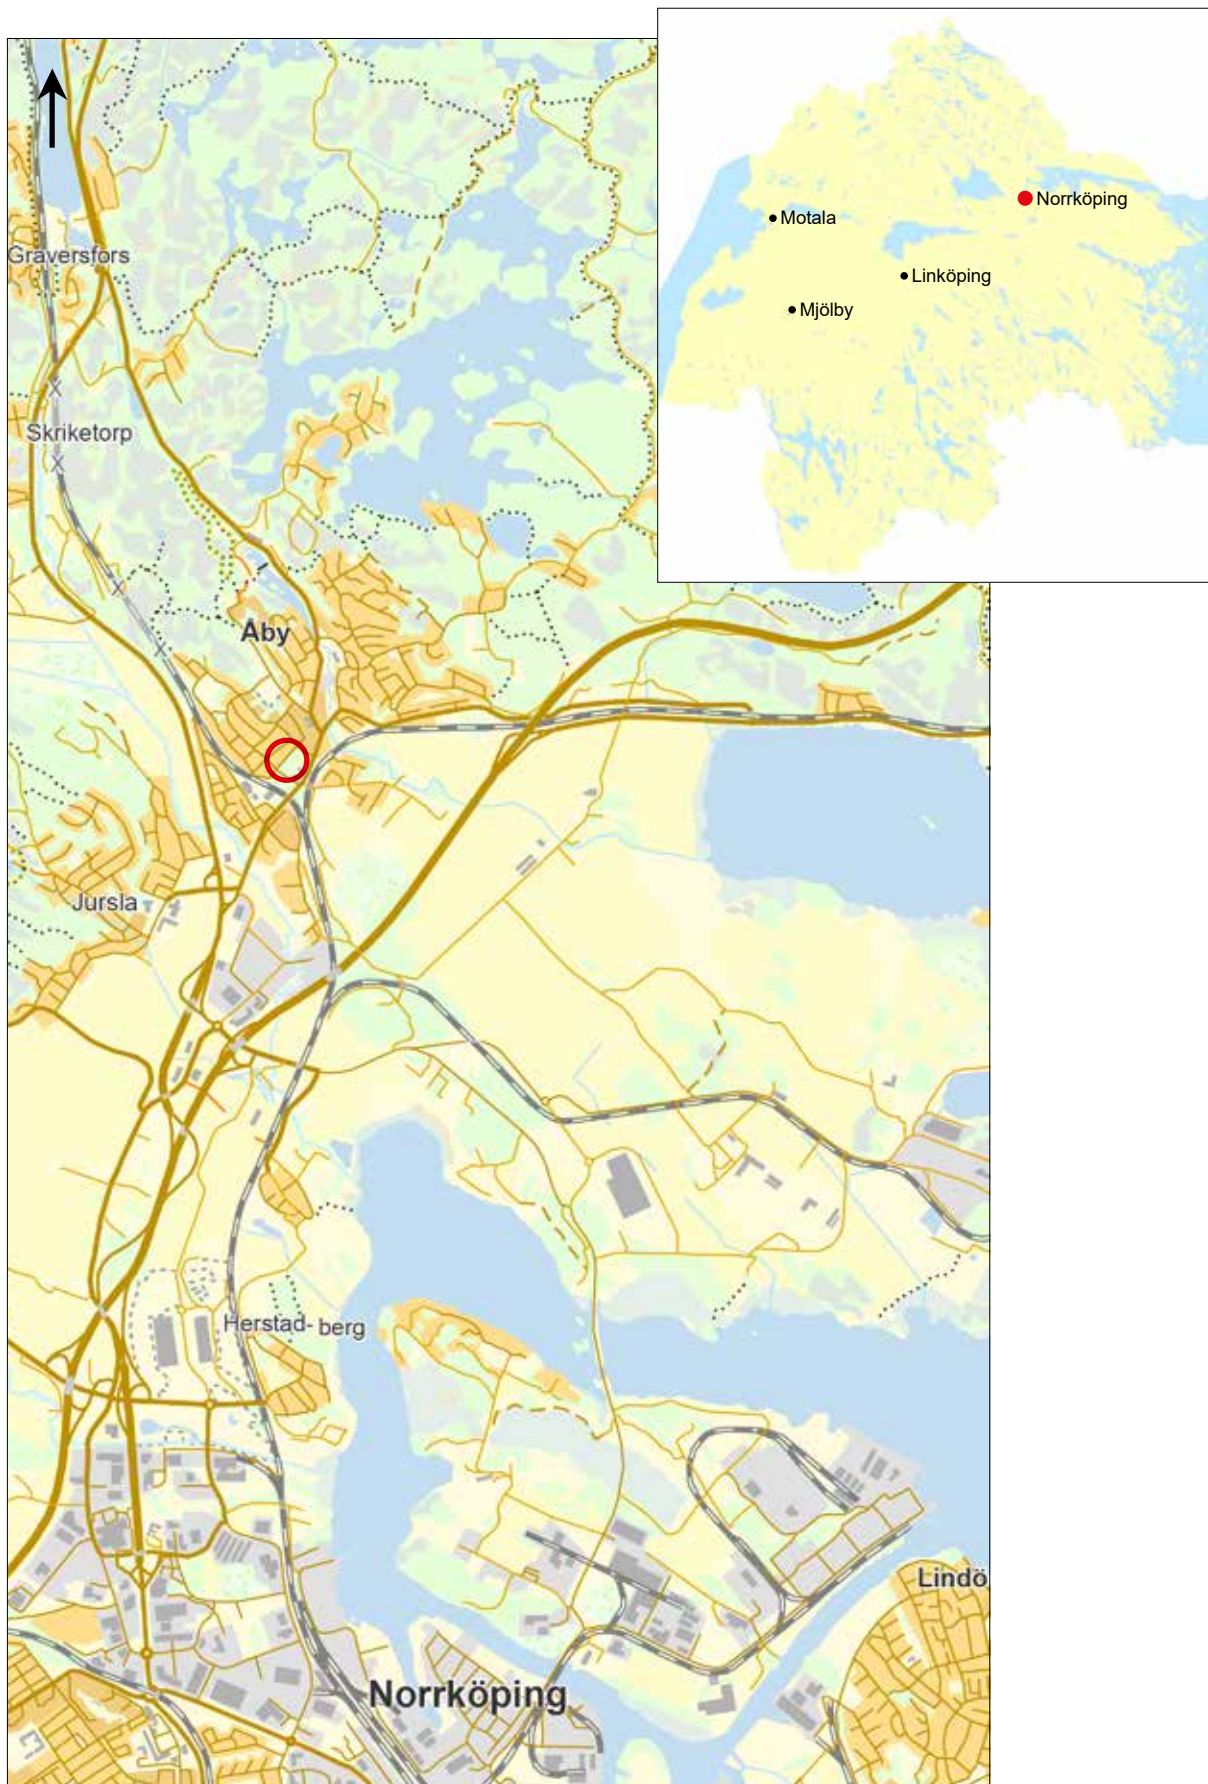 Norrköping
Motala
Graversfors
Linköping
Mjölby
Skriketorp
Åby
Jursla
Herstad- berg
Lindö
Norrköping